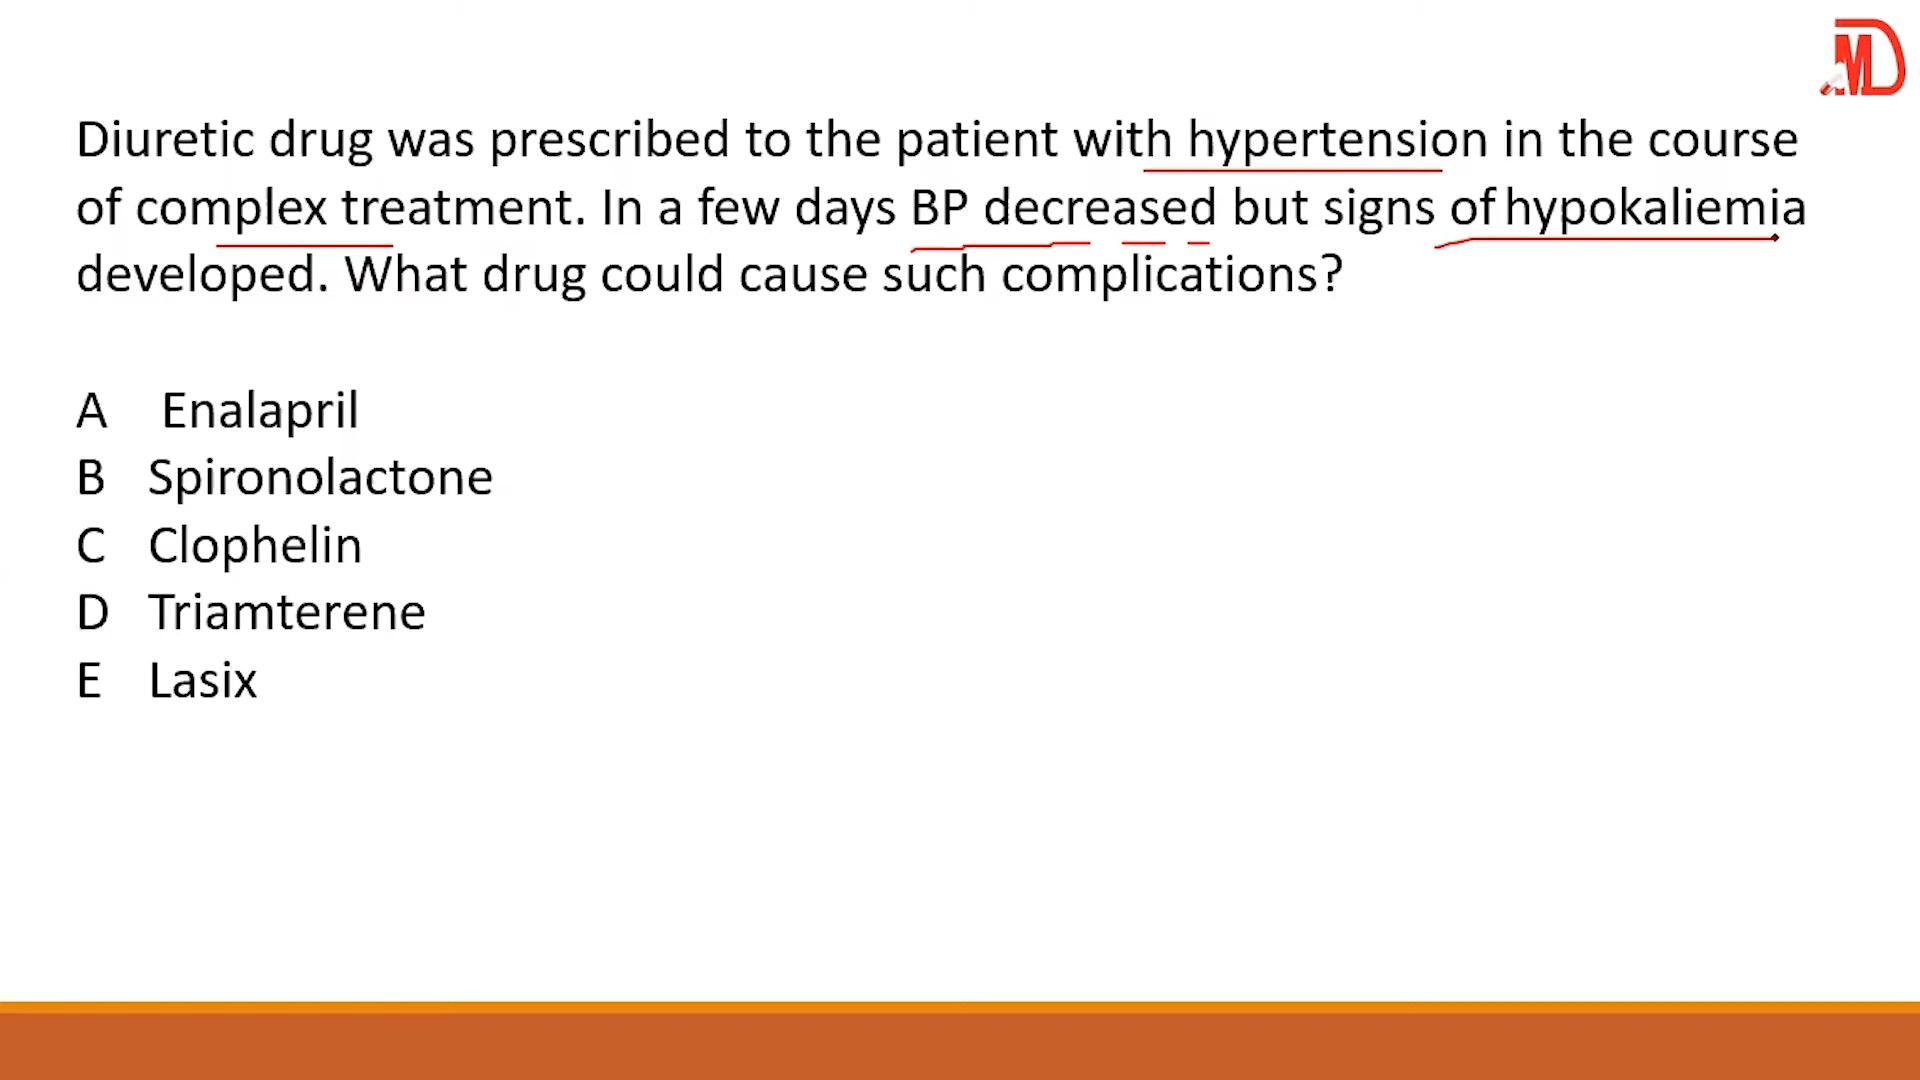 MD
Diuretic drug was prescribed to the patient with hypertension in the course
of complex treatment. In a few days BP decreased but signs of hypokaliemia
developed. What drug could cause such complications?
A Enalapril
B Spironolactone
C Clophelin
D Triamterene
E Lasix